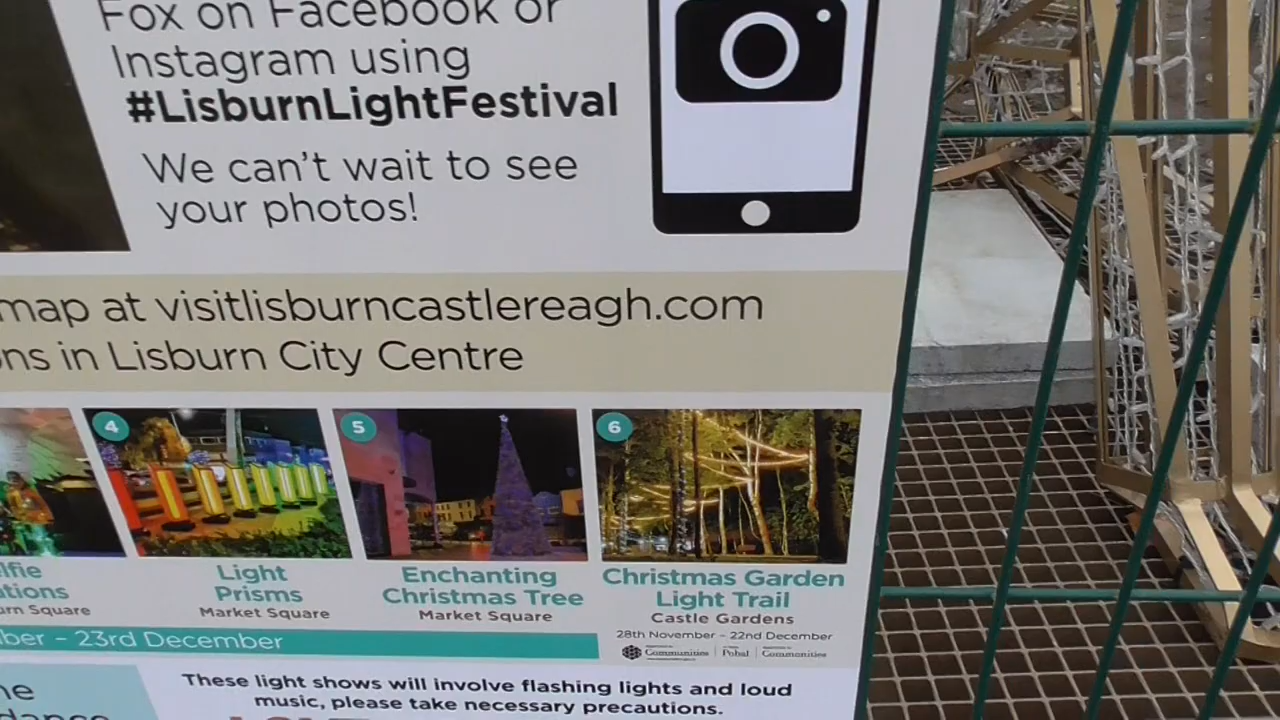 Fox on Facebook or
Instagram using
#LisburnLightFestival
We can't wait to see
your photos!
map at visitlisburncastlereagh.com
ns in Lisburn City Centre
4
5
6
lfie
tions
rn Square
Light
Prisms
Market Square
Enchanting
Christmas Tree
Market Square
Christmas Garden
Light Trail
Castle Gardens
28th November - 22nd December
Communities
Pobal
Communities
ber – 23rd December
These light shows will involve flashing lights and loud
music, please take necessary precautions.
he